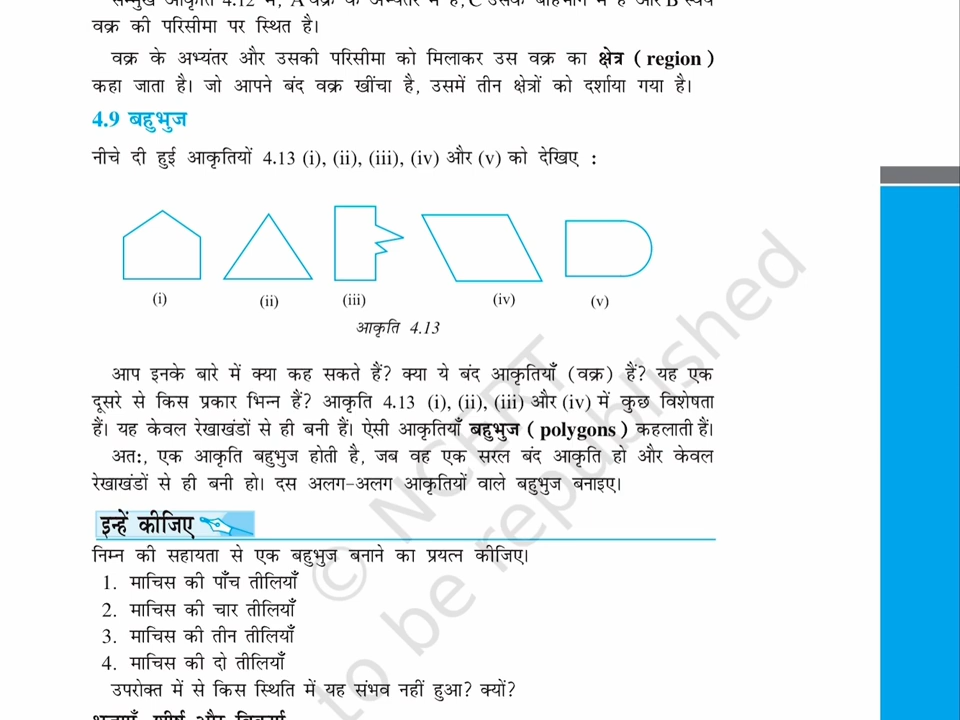 वक्र की परिसीमा पर स्थित है।
वक्र के अभ्यंतर और उसकी परिसीमा को मिलाकर उस वक्र का क्षेत्र ( region )
कहा जाता है। जो आपने बंद वक्र खींचा है, उसमें तीन क्षेत्रों को दर्शाया गया है।
4.9 बहुभुज
नीचे दी हुई आकृतियों 4.13 (i), (ii), (iii), (iv) और (v) को देखिए :
(i) (ii) (iii) (iv) (v)
आकृति 4.13
आप इनके बारे में क्या कह सकते हैं? क्या ये बंद आकृतियाँ (वक्र) हैं? यह एक
दूसरे से किस प्रकार भिन्न हैं? आकृति 4.13 (i), (ii), (iii) और (iv) में कुछ विशेषता
हैं। यह केवल रेखाखंडों से ही बनी हैं। ऐसी आकृतियाँ बहुभुज ( polygons ) कहलाती हैं।
अतः, एक आकृति बहुभुज होती है, जब वह एक सरल बंद आकृति हो और केवल
रेखाखंडों से ही बनी हो। दस अलग-अलग आकृतियों वाले बहुभुज बनाइए।
इन्हें कीजिए
निम्न की सहायता से एक बहुभुज बनाने का प्रयत्न कीजिए।
1. माचिस की पाँच तीलियाँ
2. माचिस की चार तीलियाँ
3. माचिस की तीन तीलियाँ
4. माचिस की दो तीलियाँ
उपरोक्त में से किस स्थिति में यह संभव नहीं हुआ? क्यों?
© NCERT
to be republished